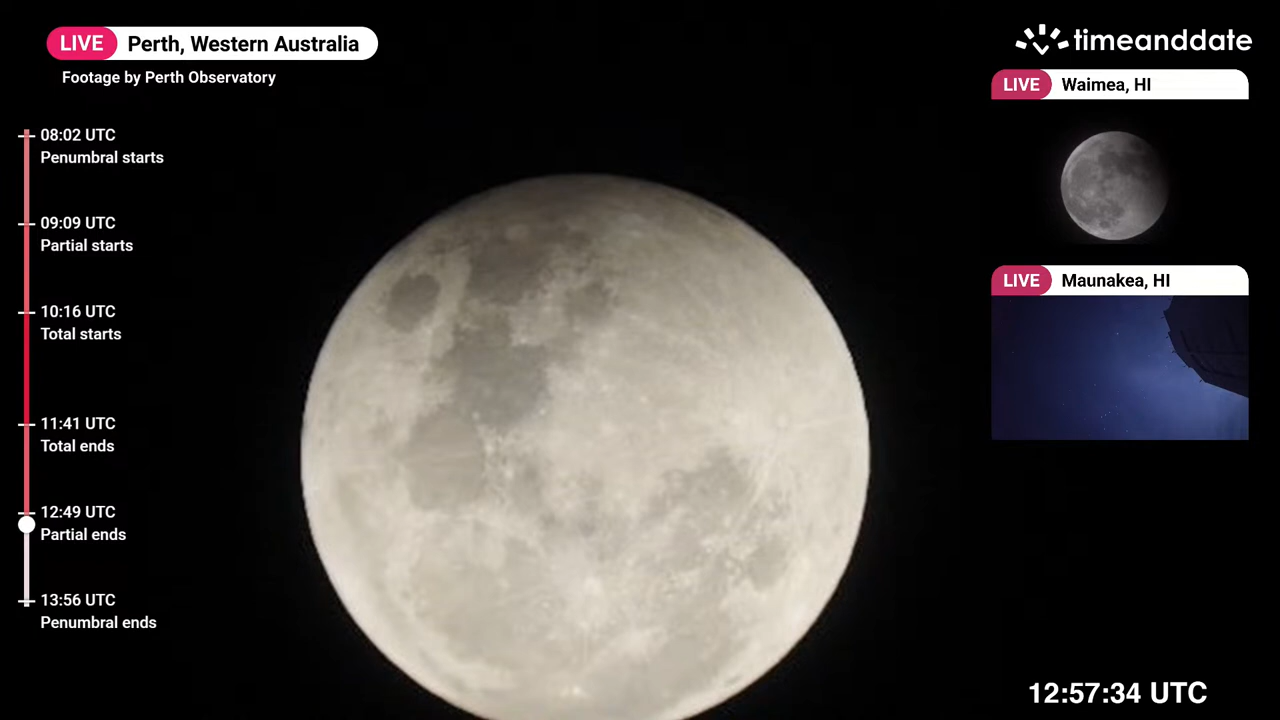 LIVE Perth, Western Australia
Footage by Perth Observatory
timeanddate
LIVE Waimea, HI
LIVE Maunakea, HI
08:02 UTC
Penumbral starts
09:09 UTC
Partial starts
10:16 UTC
Total starts
11:41 UTC
Total ends
12:49 UTC
Partial ends
13:56 UTC
Penumbral ends
12:57:34 UTC